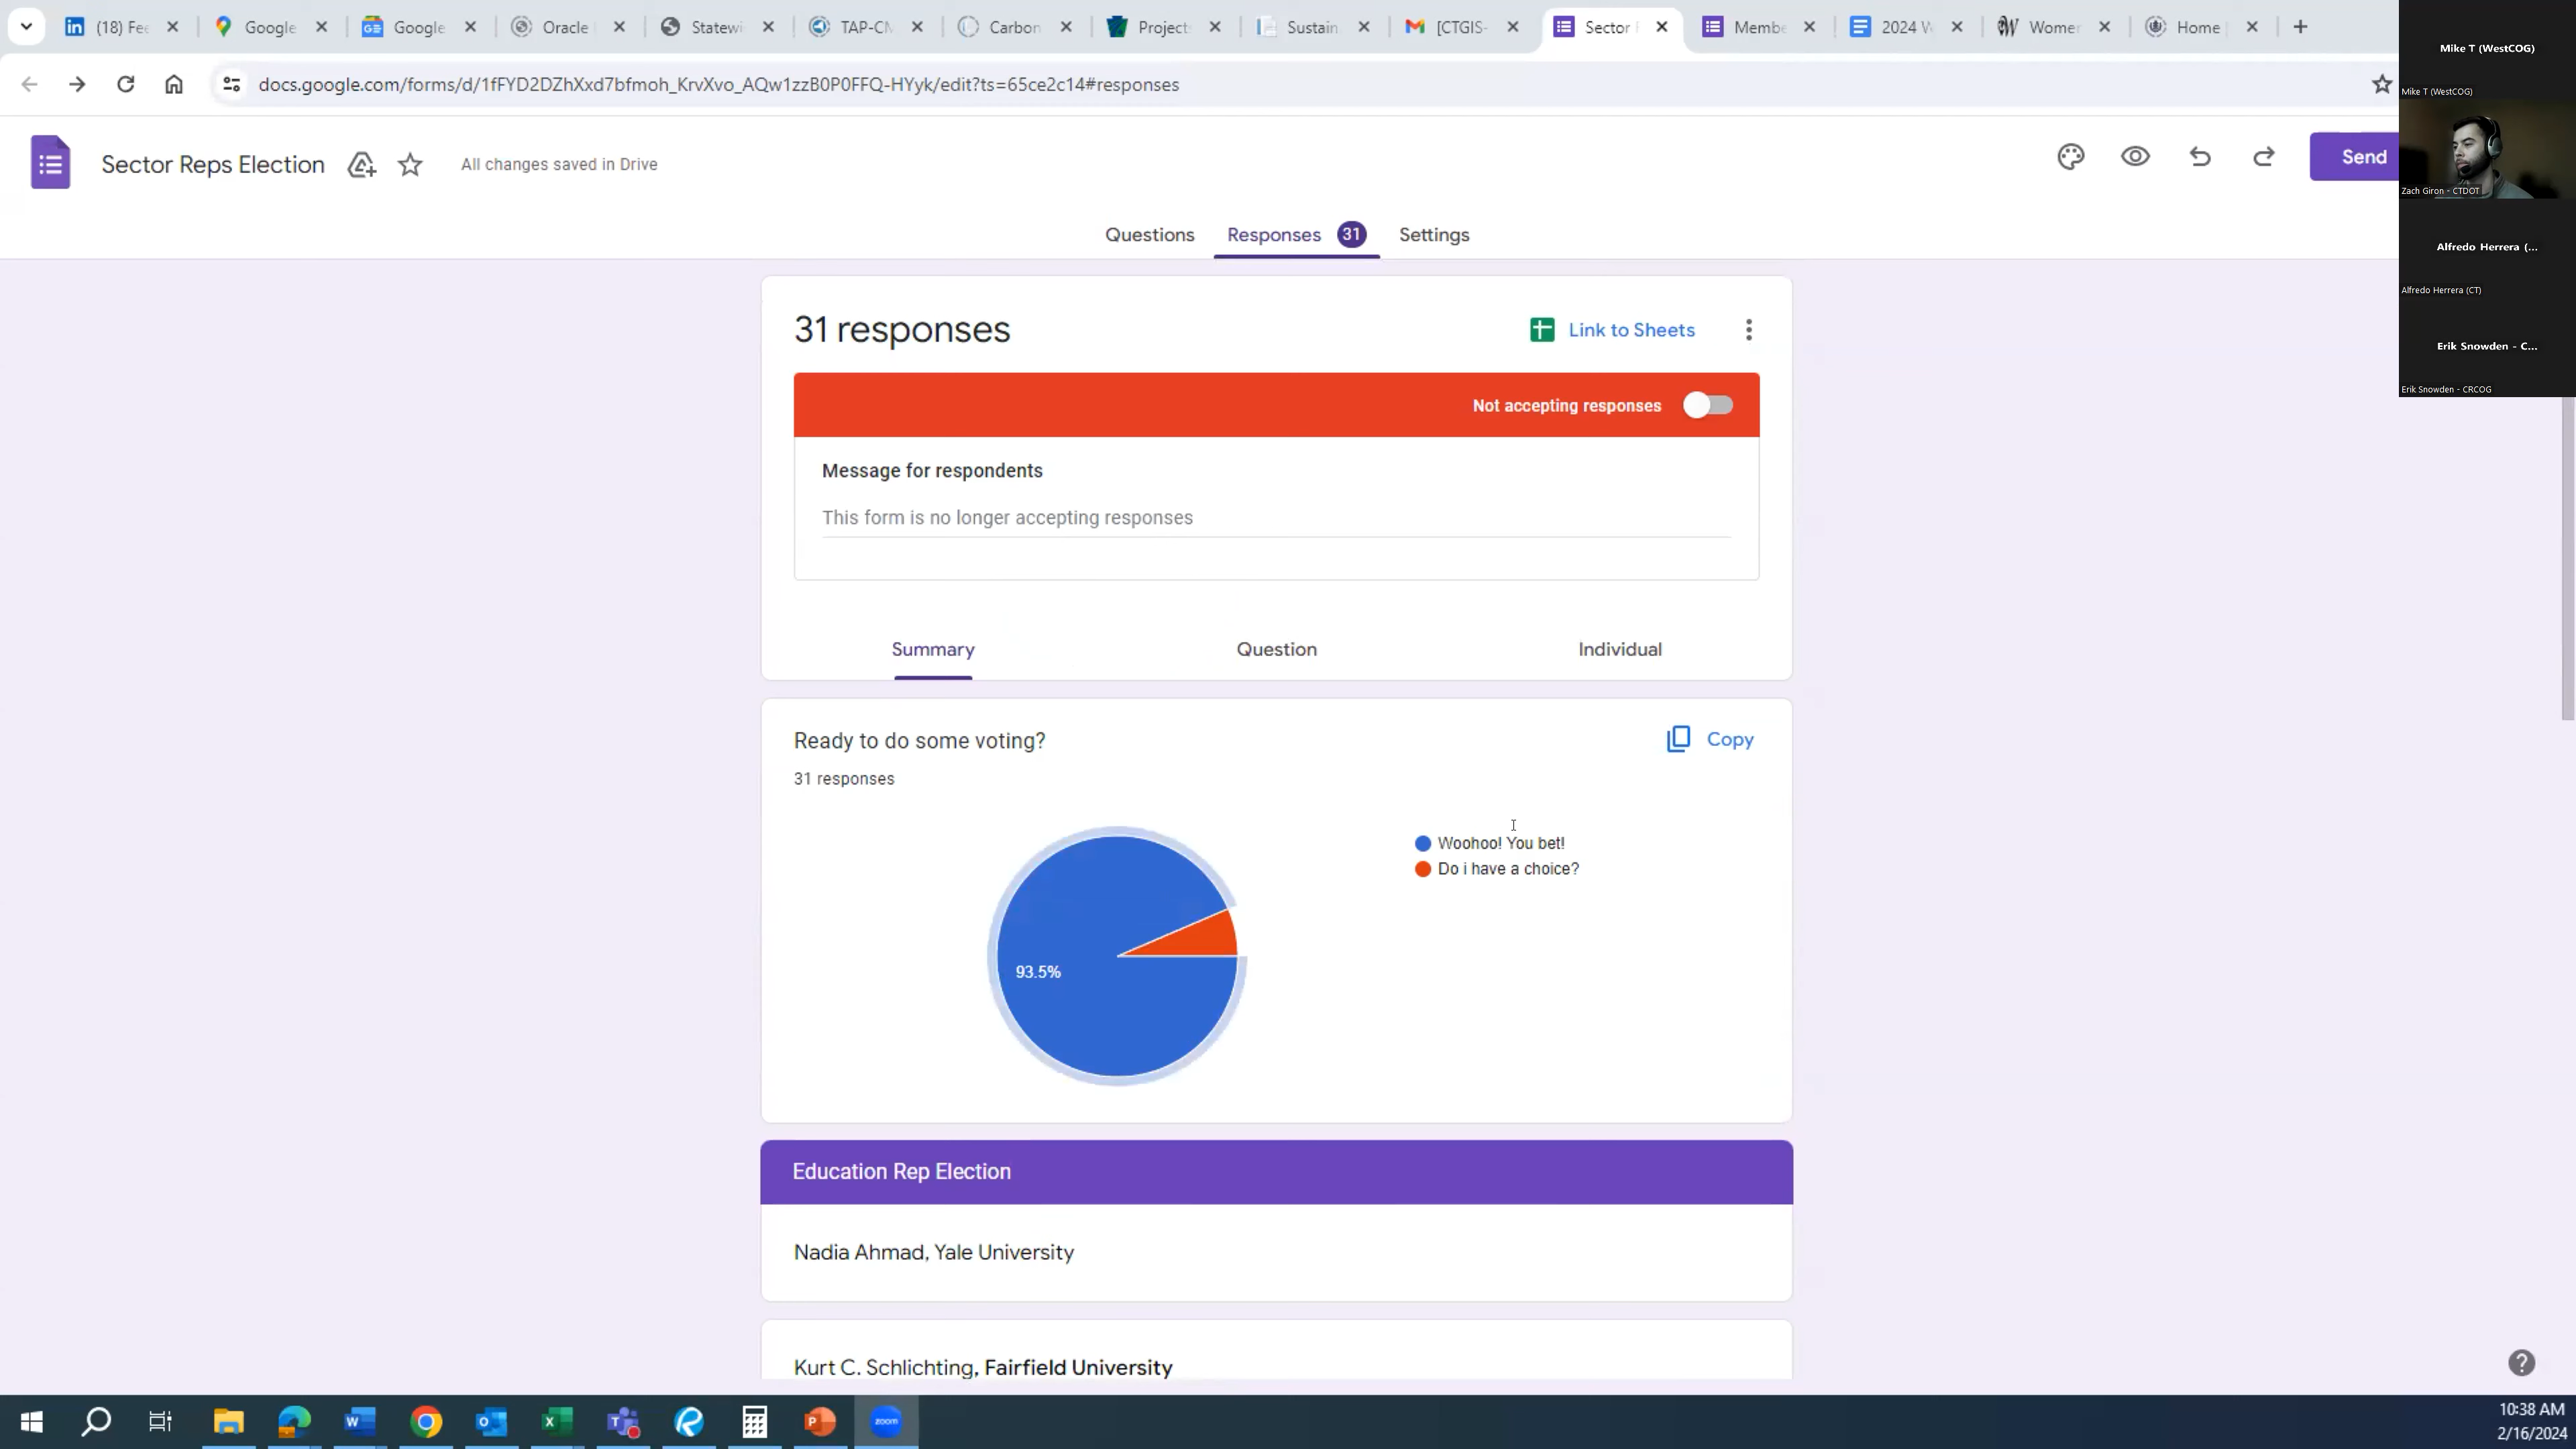 (18) Fee
Google
Google
Oracle
Statewi
TAP-CN
Carbon
Project
Sustain
[CTGIS-
Sector
Membe
2024 W
Women
Home
docs.google.com/forms/d/1fFYD2DZhXxd7bfmoh_KrvXvo_AQw1zzB0P0FFQ-HYyk/edit?ts=65ce2c14#responses
Mike T (WestCOG)
Mike T (WestCOG)
Zach Giron - CTDOT
Alfredo Herrera (...
Alfredo Herrera (CT)
Erik Snowden - C...
Erik Snowden - CRCOG
Sector Reps Election
All changes saved in Drive
Send
Questions
Responses 31
Settings
31 responses
Link to Sheets
Not accepting responses
Message for respondents
This form is no longer accepting responses
Summary
Question
Individual
Ready to do some voting?
Copy
31 responses
Woohoo! You bet!
Do i have a choice?
93.5%
Education Rep Election
Nadia Ahmad, Yale University
Kurt C. Schlichting, Fairfield University
zoom
10:38 AM
2/16/2024